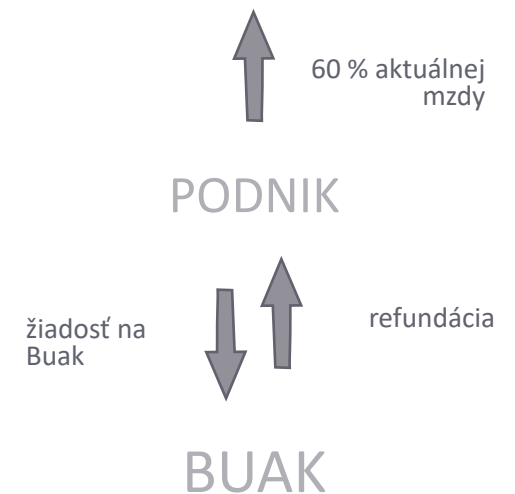 60 % aktuálnej
mzdy
PODNIK
žiadosť na
Buak
refundácia
BUAK